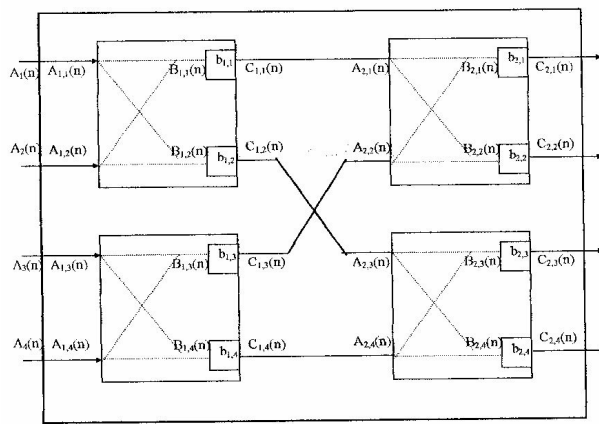 b1,1 b2,1
A1(n) A1,1(n) B1,1(n) C1,1(n) A2,1(n) B2,1(n) C2,1(n)
A2(n) A1,2(n) B1,2(n) b1,2 C1,2(n) A2,2(n) B2,2(n) b2,2 C2,2(n)
b1,3 b2,3
A3(n) A1,3(n) B1,3(n) C1,3(n) A2,3(n) B2,3(n) C2,3(n)
A4(n) A1,4(n) B1,4(n) b1,4 C1,4(n) A2,4(n) B2,4(n) b2,4 C2,4(n)